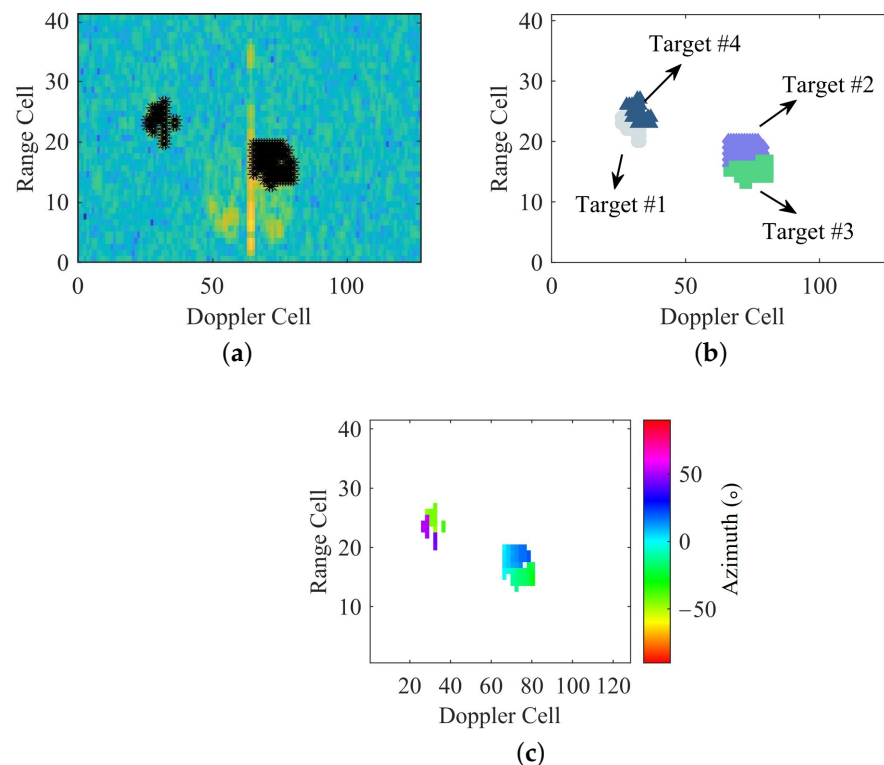 40
30
20
10
0
0
50
100
Range Cell
Doppler Cell
(a)
40
30
20
10
0
0
50
100
Range Cell
Doppler Cell
Target #4
Target #2
Target #1
Target #3
(b)
40
30
20
10
20
40
60
80
100
120
Range Cell
Doppler Cell
50
0
−50
Azimuth (°)
(c)